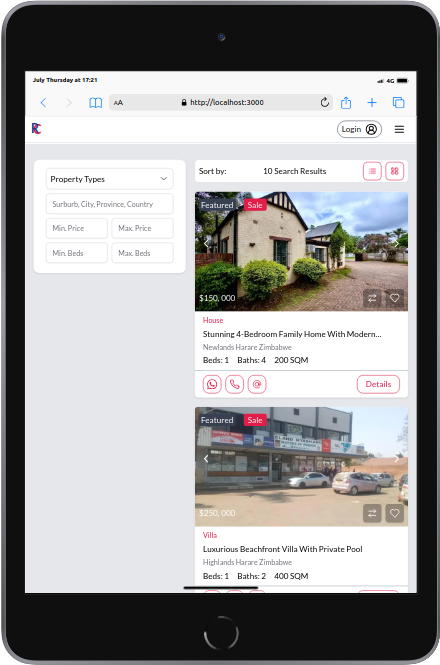 July Thursday at 17:21
4G
AA
http://localhost:3000
RC
Login
Property Types
Surburb, City, Province, Country
Min. Price
Max. Price
Min. Beds
Max. Beds
Sort by:
10 Search Results
Featured
Sale
$150, 000
House
Stunning 4-Bedroom Family Home With Modern...
Newlands Harare Zimbabwe
Beds: 1 Baths: 4 200 SQM
Details
Featured
Sale
$250, 000
Villa
Luxurious Beachfront Villa With Private Pool
Highlands Harare Zimbabwe
Beds: 1 Baths: 2 400 SQM